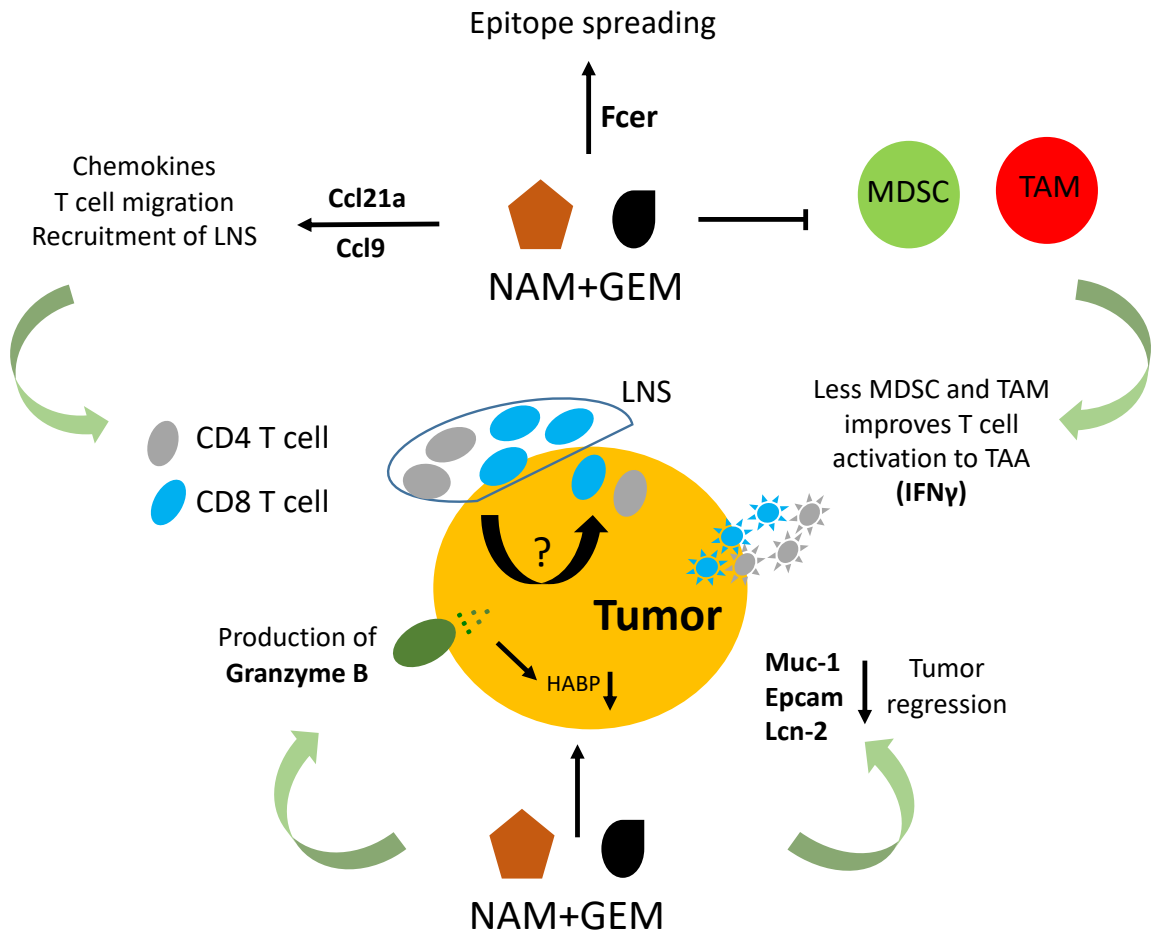 Epitope spreading
Fcer
Chemokines
T cell migration
Recruitment of LNS
Ccl21a
Ccl9
NAM+GEM
MDSC
TAM
LNS
CD4 T cell
CD8 T cell
Less MDSC and TAM
improves T cell
activation to TAA
(IFNγ)
?
Tumor
Production of
Granzyme B
HABP
Muc-1
Epcam
Lcn-2
Tumor
regression
NAM+GEM